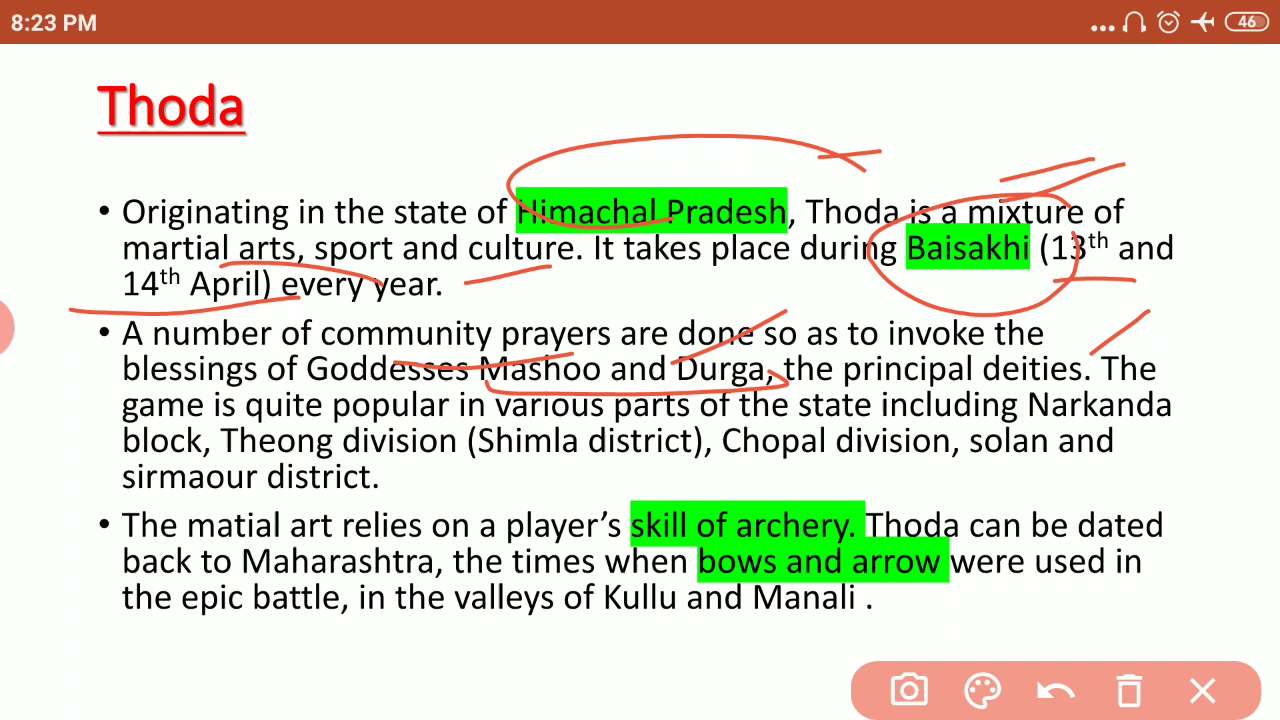 8:23 PM
46
Thoda
• Originating in the state of Himachal Pradesh, Thoda is a mixture of
martial arts, sport and culture. It takes place during Baisakhi (13th and
14th April) every year.
• A number of community prayers are done so as to invoke the
blessings of Goddesses Mashoo and Durga, the principal deities. The
game is quite popular in various parts of the state including Narkanda
block, Theong division (Shimla district), Chopal division, solan and
sirmaour district.
• The matial art relies on a player’s skill of archery. Thoda can be dated
back to Maharashtra, the times when bows and arrow were used in
the epic battle, in the valleys of Kullu and Manali .